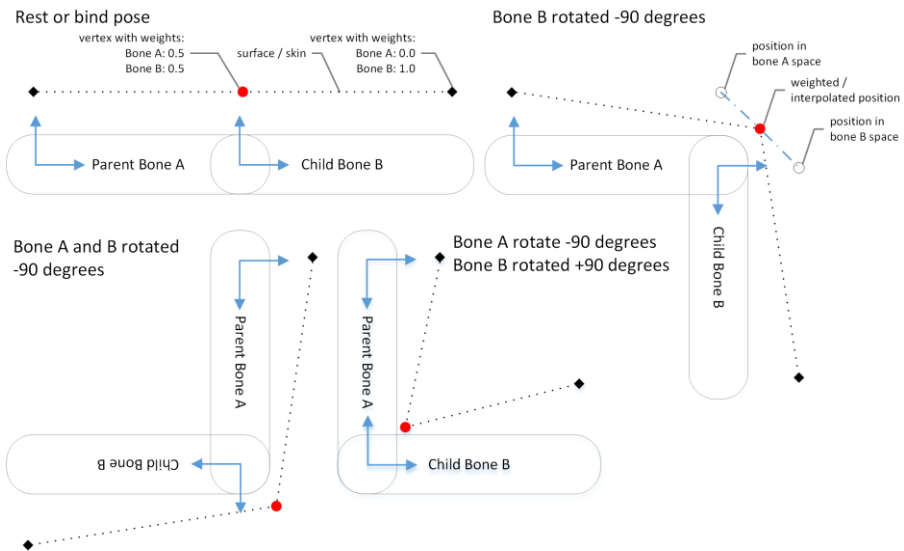 Rest or bind pose
vertex with weights:
Bone A: 0.5
Bone B: 0.5
surface / skin
vertex with weights:
Bone A: 0.0
Bone B: 1.0
Parent Bone A
Child Bone B
Bone B rotated -90 degrees
position in
bone A space
weighted /
interpolated position
position in
bone B space
Parent Bone A
Child Bone B
Bone A and B rotated
-90 degrees
Parent Bone A
Child Bone B
Bone A rotate -90 degrees
Bone B rotated +90 degrees
Parent Bone A
Child Bone B